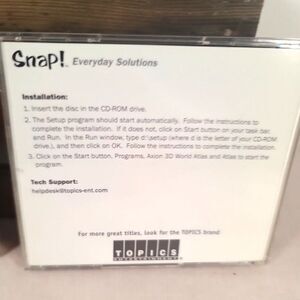 Snap!™ Everyday Solutions
Installation:
1. Insert the disc in the CD-ROM drive.
2. The Setup program should start automatically. Follow the instructions to
complete the installation. If it does not, click on Start button on your task bar,
and Run. In the Run window, type d:\setup (where d is the letter of your CD-ROM
drive.), and then click on OK. Follow the instructions to complete the installation.
3. Click on the Start button, Programs, Axion 3D World Atlas and Atlas to start the
program.
Tech Support:
helpdesk@topics-ent.com
For more great titles, look for the TOPICS brand:
TOPICS
ENTERTAINMENT